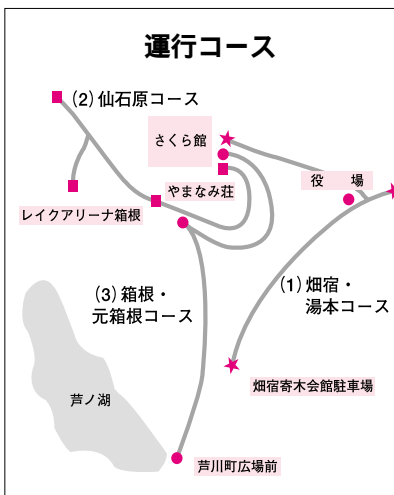 運行コース
(2)仙石原コース
さくら館
役 場
やまなみ荘
レイクアリーナ箱根
(3)箱根・
元箱根コース
(1)畑宿・
湯本コース
畑宿寄木会館駐車場
芦ノ湖
芦川町広場前